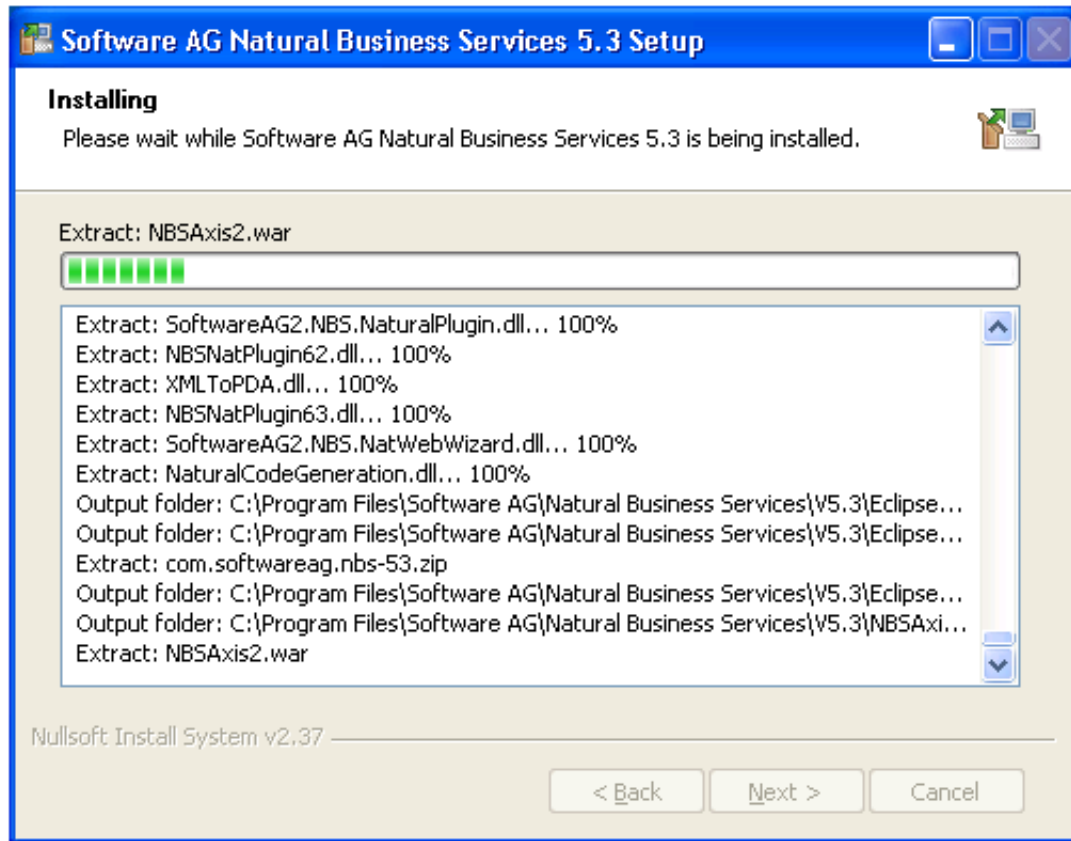 Software AG Natural Business Services 5.3 Setup
Installing
Please wait while Software AG Natural Business Services 5.3 is being installed.
Extract: NBSAxis2.war
Extract: SoftwareAG2.NBS.NaturalPlugin.dll... 100%
Extract: NBSNatPlugin62.dll... 100%
Extract: XMLToPDA.dll... 100%
Extract: NBSNatPlugin63.dll... 100%
Extract: SoftwareAG2.NBS.NatWebWizard.dll... 100%
Extract: NaturalCodeGeneration.dll... 100%
Output folder: C:\Program Files\Software AG\Natural Business Services\V5.3\Eclipse...
Output folder: C:\Program Files\Software AG\Natural Business Services\V5.3\Eclipse...
Extract: com.softwareag.nbs-53.zip
Output folder: C:\Program Files\Software AG\Natural Business Services\V5.3\Eclipse...
Output folder: C:\Program Files\Software AG\Natural Business Services\V5.3\NBSAxi...
Extract: NBSAxis2.war
Nullsoft Install System v2.37
< Back Next > Cancel